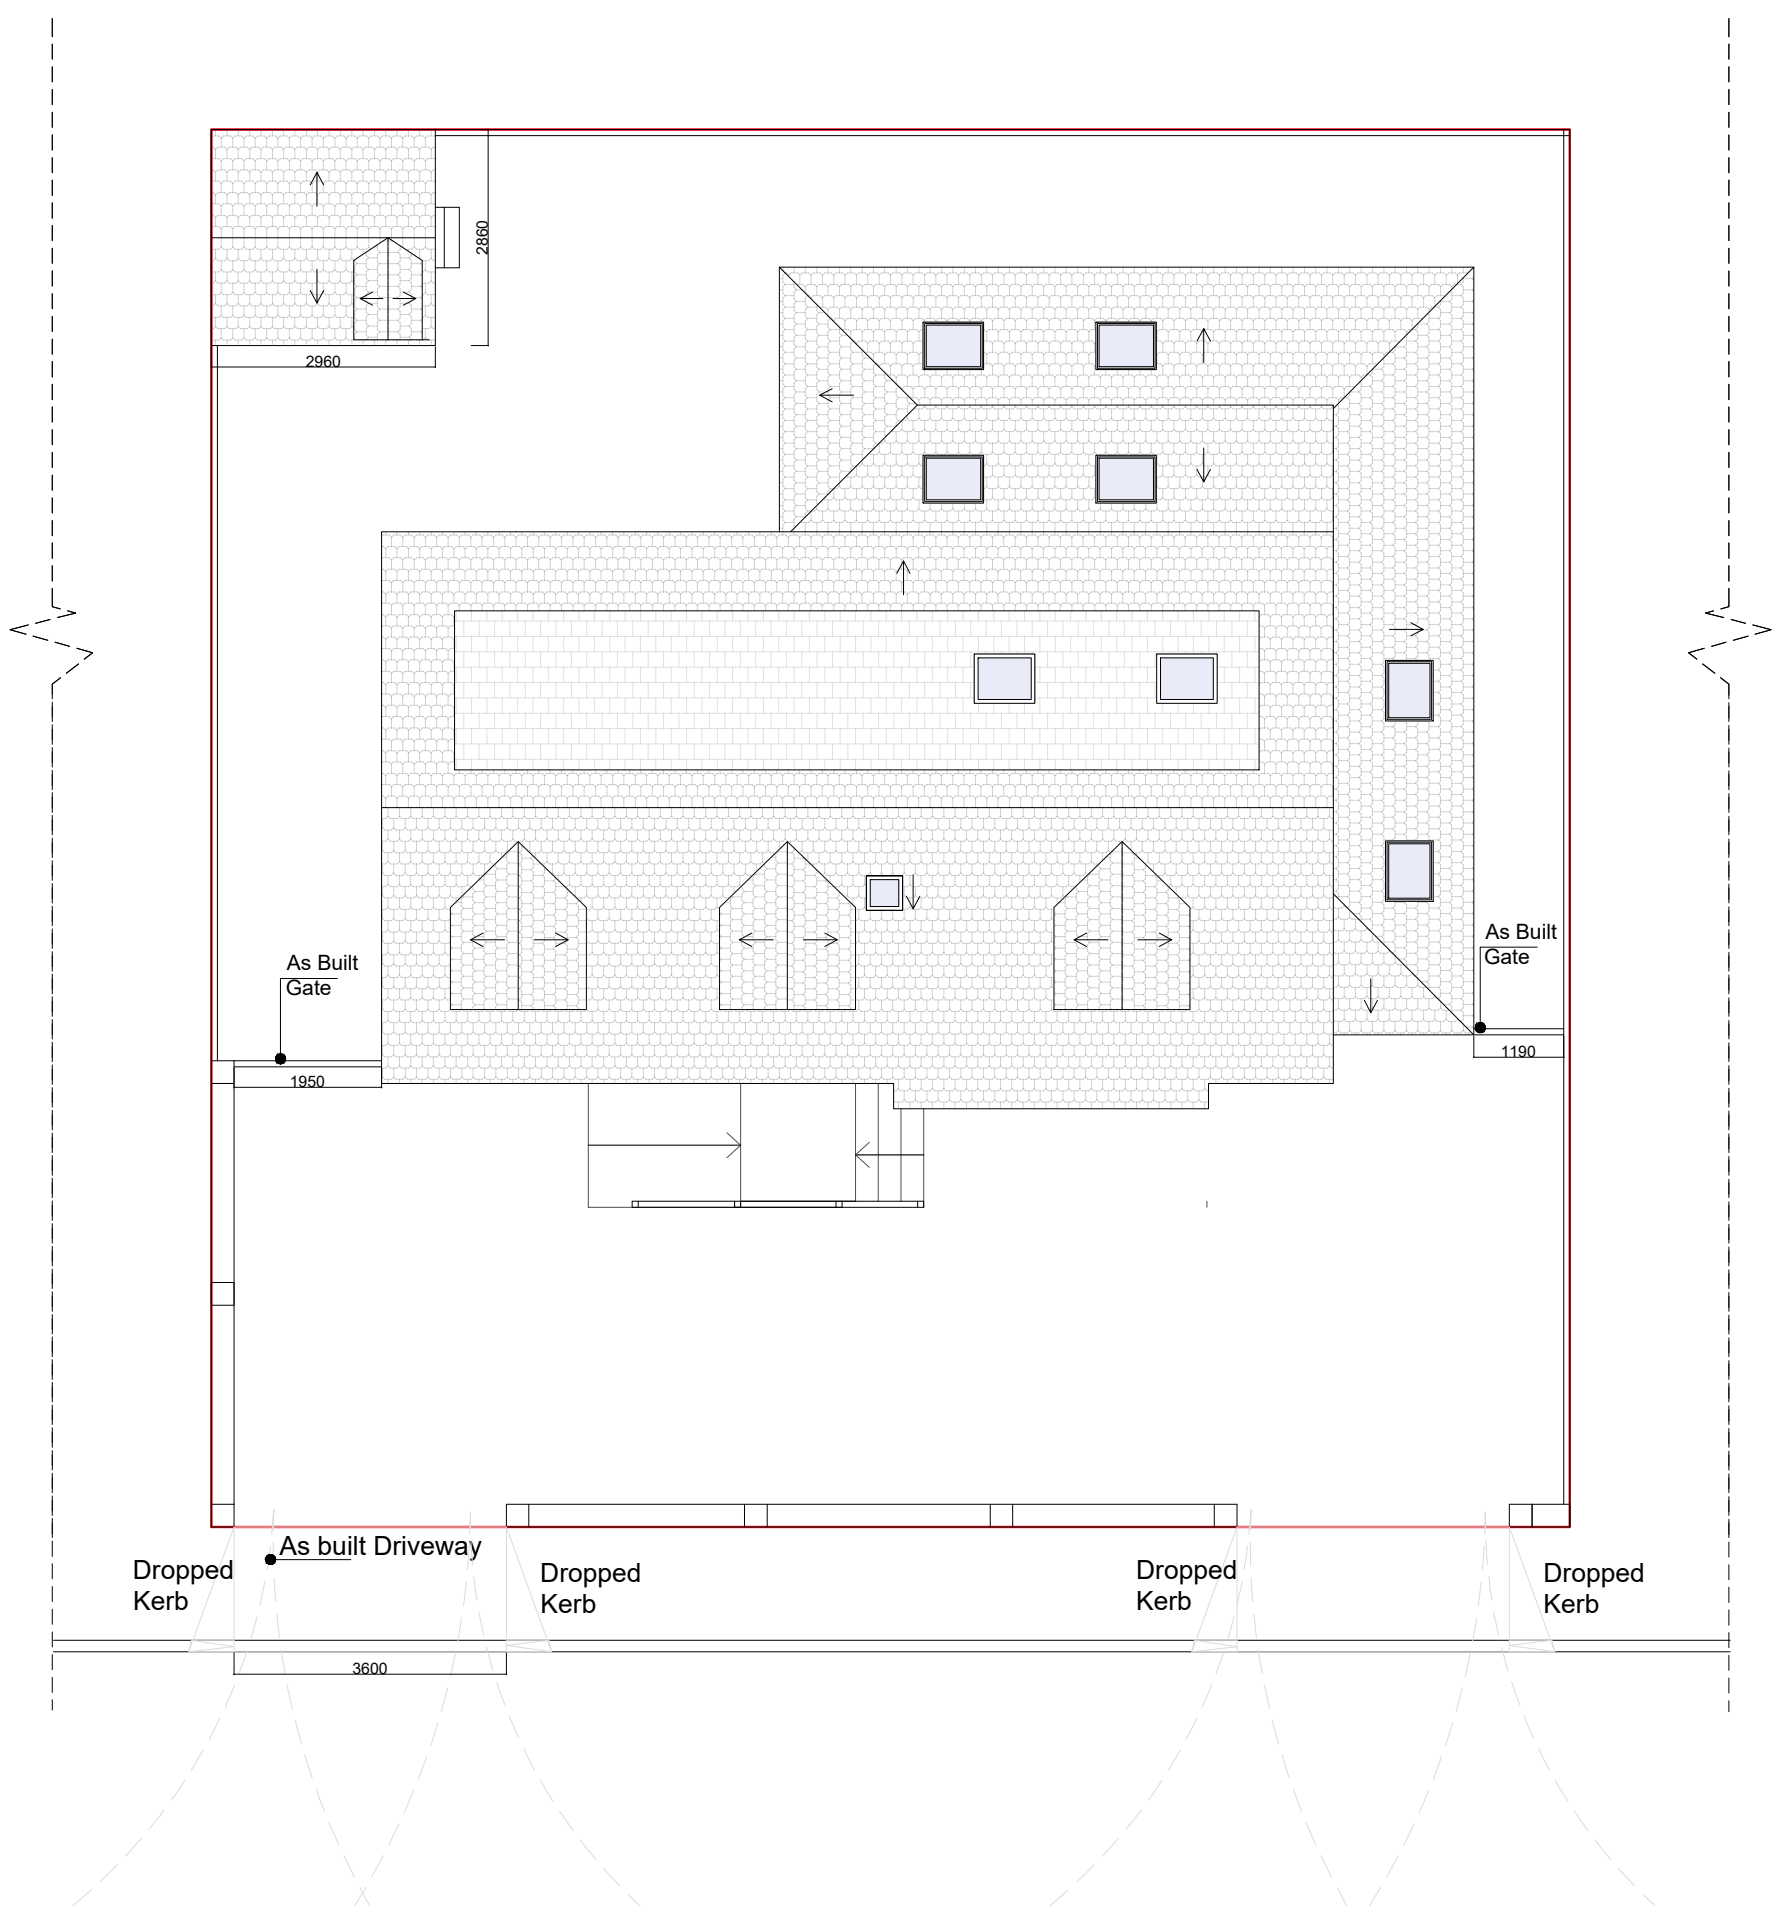 2860
2960
As Built
Gate
As Built
Gate
1190
1950
As built Driveway
Dropped
Kerb
Dropped
Kerb
Dropped
Kerb
Dropped
Kerb
3600